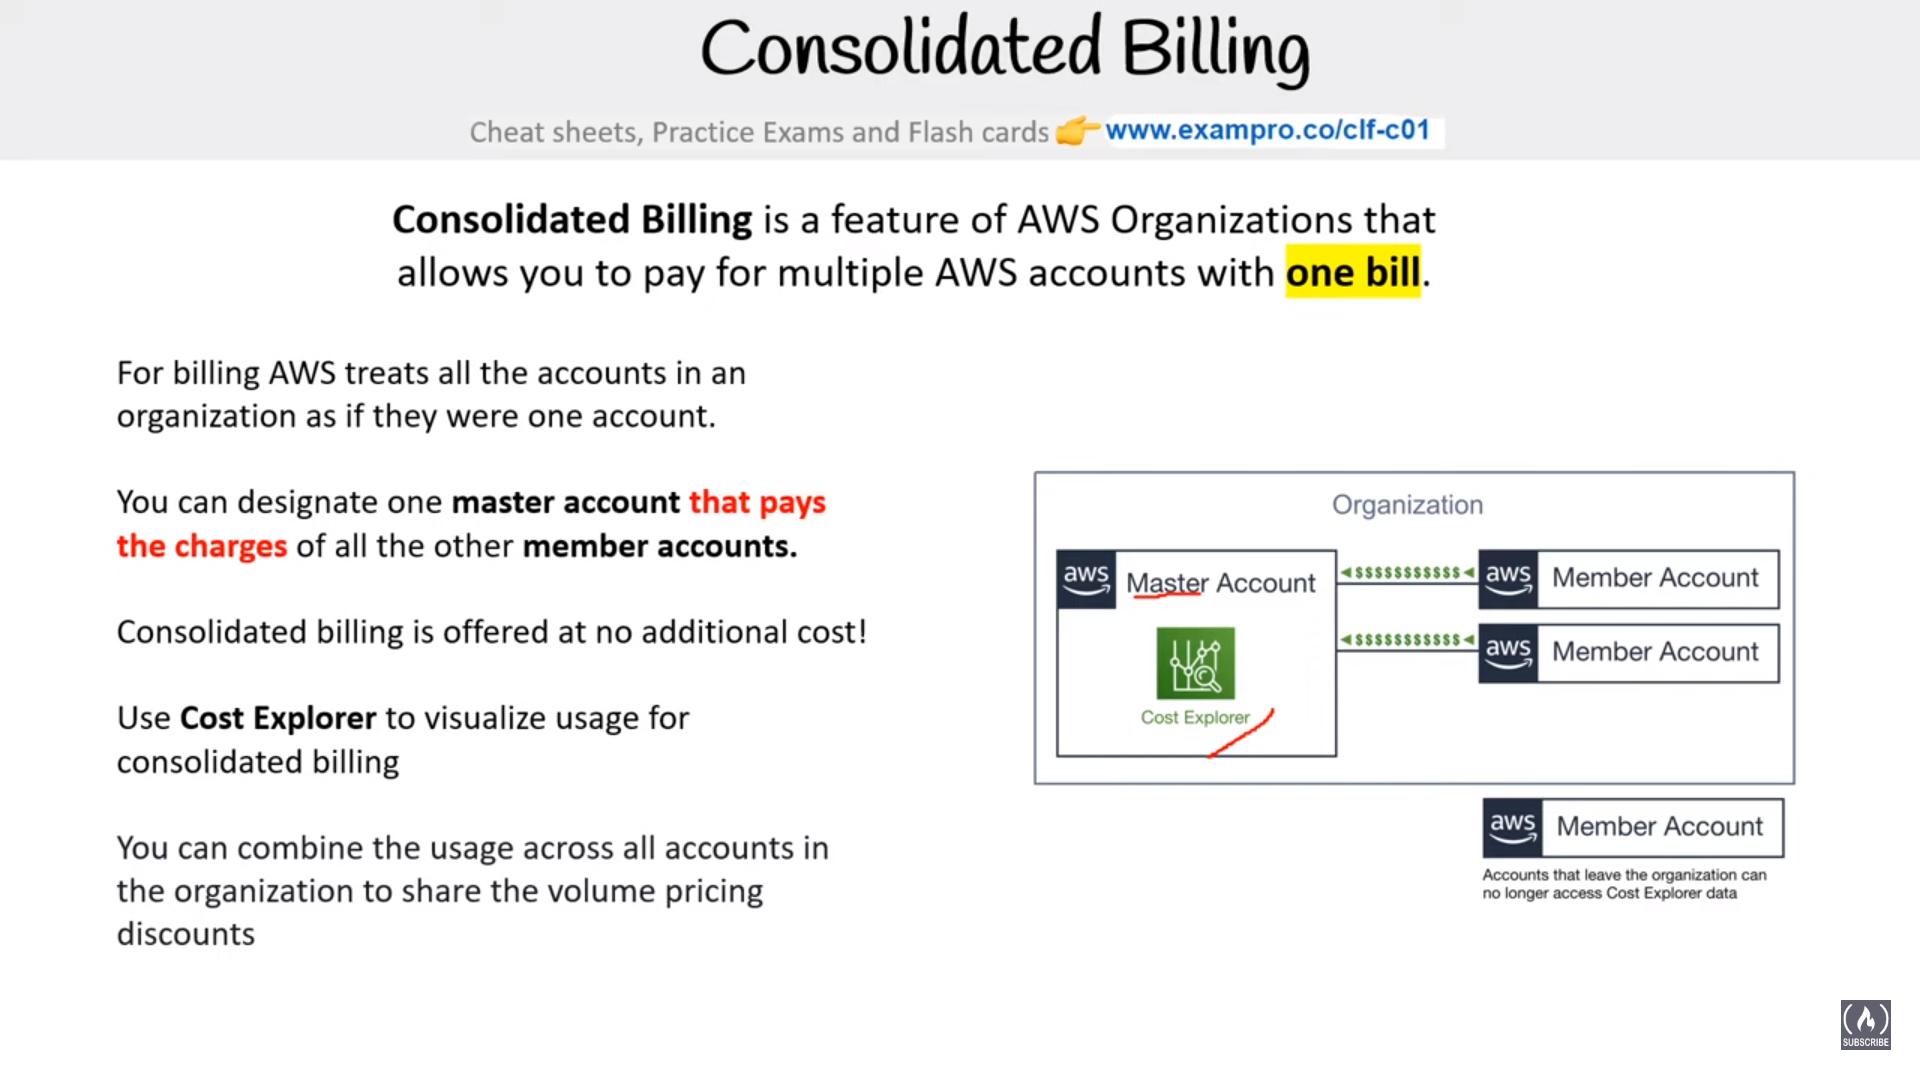 Consolidated Billing
Cheat sheets, Practice Exams and Flash cards 👉 www.exampro.co/clf-c01
Consolidated Billing is a feature of AWS Organizations that
allows you to pay for multiple AWS accounts with one bill.
For billing AWS treats all the accounts in an
organization as if they were one account.
You can designate one master account that pays
the charges of all the other member accounts.
Consolidated billing is offered at no additional cost!
Use Cost Explorer to visualize usage for
consolidated billing
You can combine the usage across all accounts in
the organization to share the volume pricing
discounts
Organization
aws Master Account
Cost Explorer
$$$$$$$$$$$ aws Member Account
$$$$$$$$$$$ aws Member Account
aws Member Account
Accounts that leave the organization can
no longer access Cost Explorer data
SUBSCRIBE